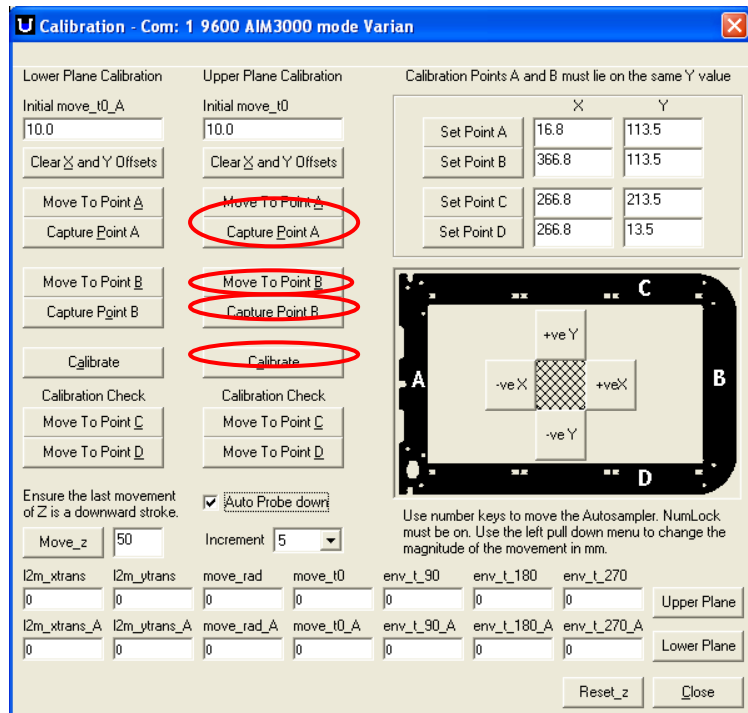 U Calibration - Com: 1 9600 AIM3000 mode Varian
Lower Plane Calibration Upper Plane Calibration Calibration Points A and B must lie on the same Y value
Initial move_t0_A Initial move_t0 X Y
10.0 10.0 Set Point A 16.8 113.5
Clear X and Y Offsets Clear X and Y Offsets Set Point B 366.8 113.5
Move To Point A Move To Point A Set Point C 266.8 213.5
Capture Point A Capture Point A Set Point D 266.8 13.5
Move To Point B Move To Point B C
Capture Point B Capture Point B +ve Y
Calibrate Calibrate A -ve X +veX B
Calibration Check Calibration Check
Move To Point C Move To Point C -ve Y
Move To Point D Move To Point D D
Ensure the last movement
of Z is a downward stroke.
Auto Probe down
Move_z 50 Increment 5
Use number keys to move the Autosampler. NumLock
must be on. Use the left pull down menu to change the
magnitude of the movement in mm.
l2m_xtrans l2m_ytrans move_rad move_t0 env_t_90 env_t_180 env_t_270
0 0 0 0 0 0 0 Upper Plane
l2m_xtrans_A l2m_ytrans_A move_rad_A move_t0_A env_t_90_A env_t_180_A env_t_270_A
0 0 0 0 0 0 0 Lower Plane
Reset_z Close